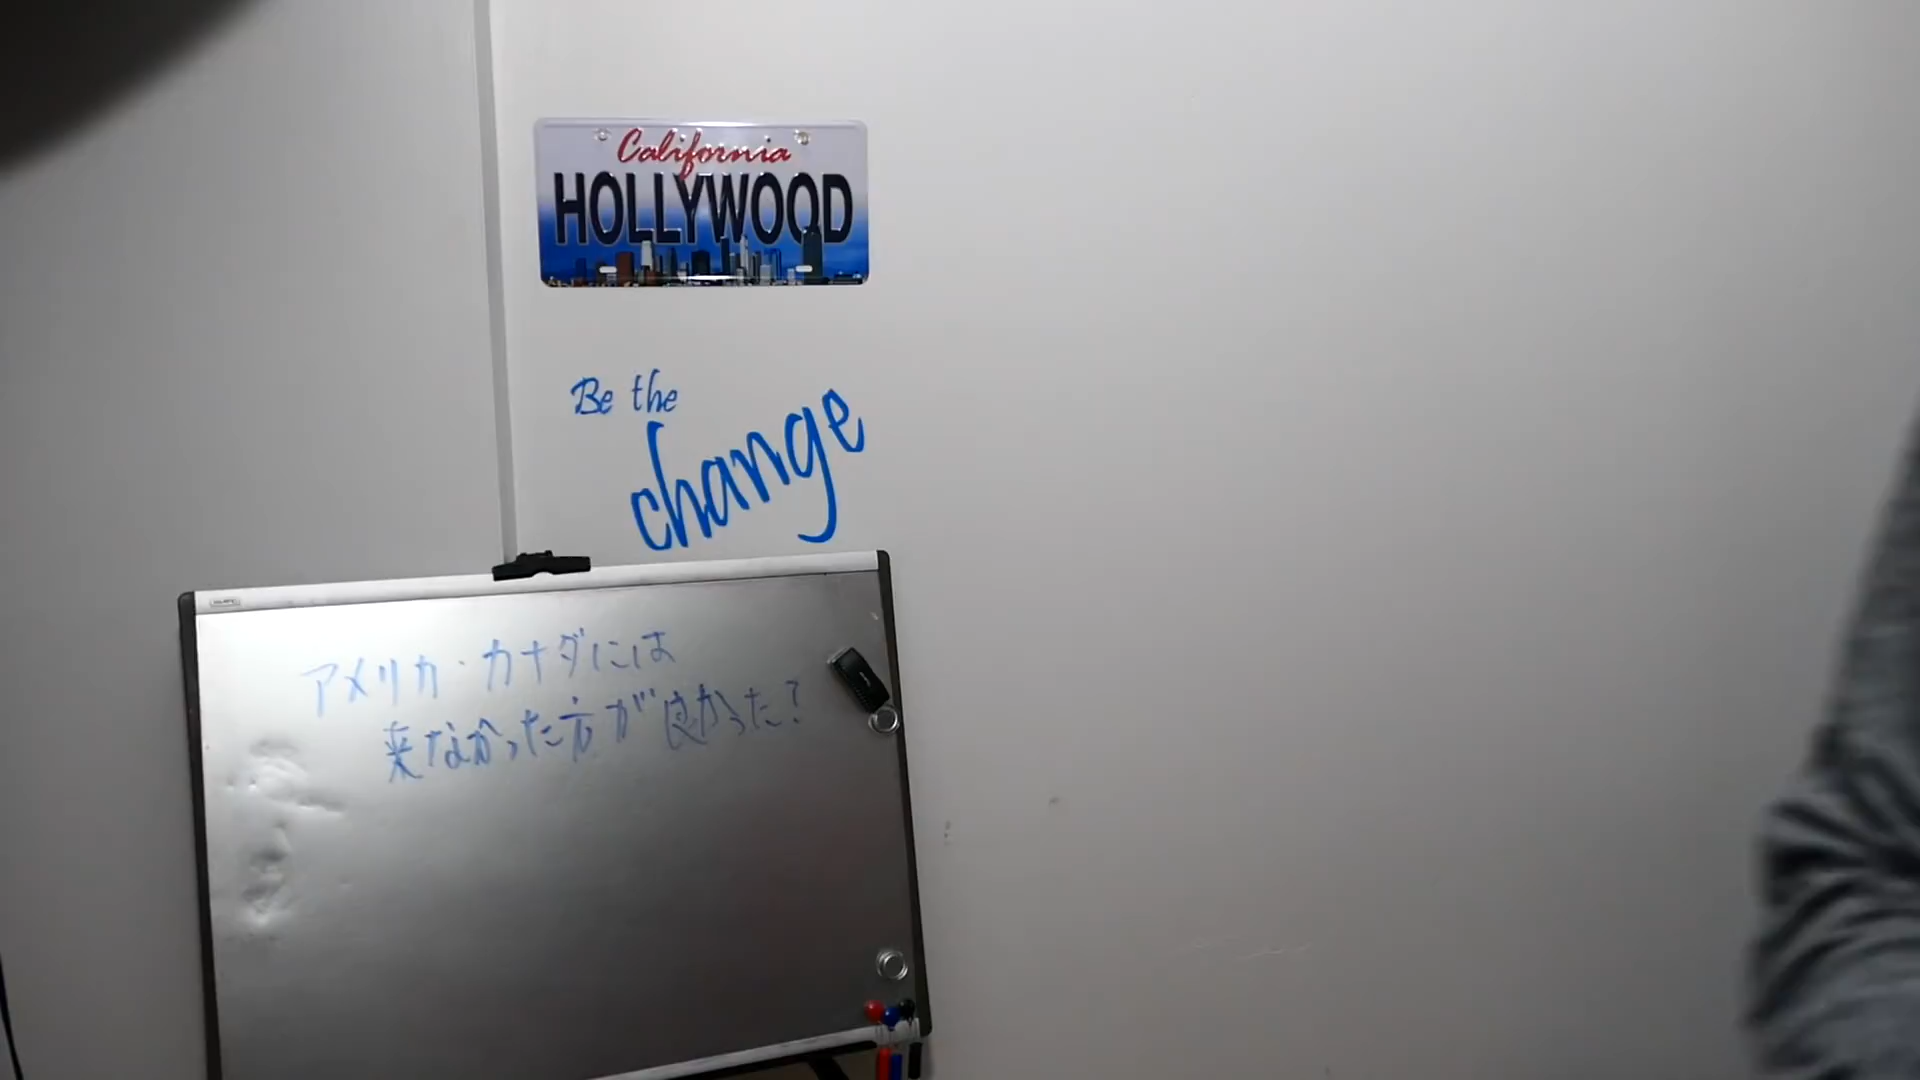 California
HOLLYWOOD
Be the
change
アメリカ・カナダには
来なかった方が良かった?